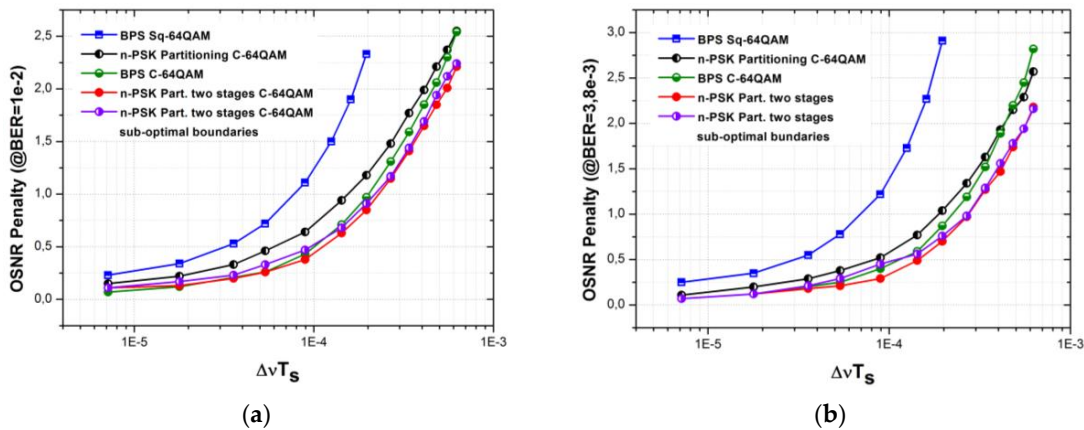 OSNR Penalty (@BER=1e-2)
2,5
2,0
1,5
1,0
0,5
0,0
BPS Sq-64QAM
n-PSK Partitioning C-64QAM
BPS C-64QAM
n-PSK Part. two stages C-64QAM
n-PSK Part. two stages C-64QAM
sub-optimal boundaries
1E-5 1E-4 1E-3
ΔνTs
(a)
OSNR Penalty (@BER=3,8e-3)
3.0
2.5
2.0
1.5
1.0
0.5
0.0
BPS Sq-64QAM
n-PSK Partitioning C-64QAM
BPS C-64QAM
n-PSK Part. two stages
n-PSK Part. two stages
sub-optimal bundaries
1E-5 1E-4 1E-3
ΔνTs
(b)